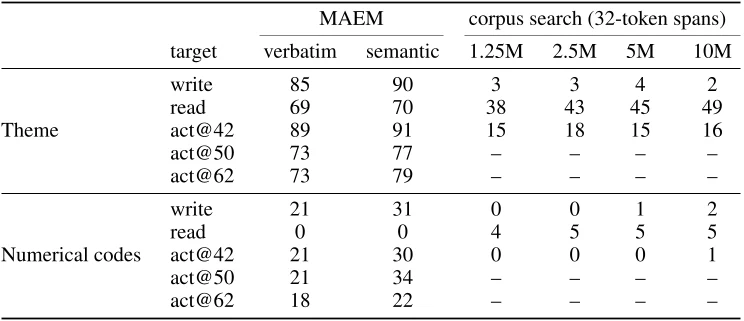 MAEM corpus search (32-token spans)
target verbatim semantic 1.25M 2.5M 5M 10M
write 85 90 3 3 4 2
read 69 70 38 43 45 49
Theme act@42 89 91 15 18 15 16
act@50 73 77 – – – –
act@62 73 79 – – – –
write 21 31 0 0 1 2
read 0 0 4 5 5 5
Numerical codes act@42 21 30 0 0 0 1
act@50 21 34 – – – –
act@62 18 22 – – – –